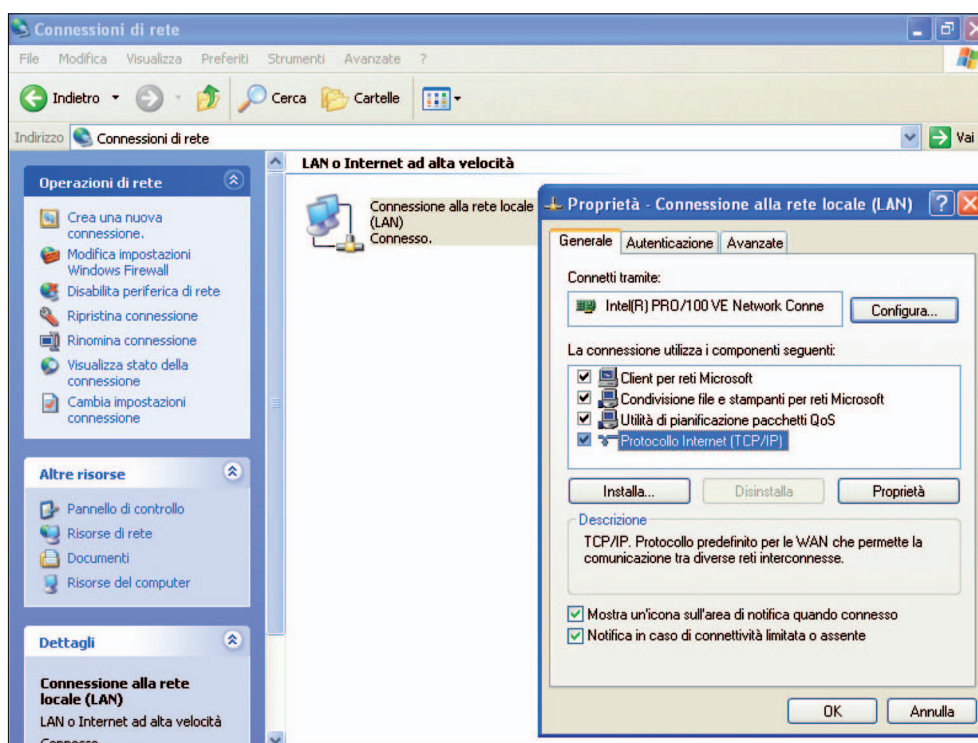 Connessioni di rete
File Modifica Visualizza Preferiti Strumenti Avanzate ?
Indietro Cerca Cartelle
Indirizzo Connessioni di rete Vai
Operazioni di rete
Crea una nuova
connessione.
Modifica impostazioni
Windows Firewall
Disabilita periferica di rete
Ripristina connessione
Rinomina connessione
Visualizza stato della
connessione
Cambia impostazioni
connessione
Altre risorse
Pannello di controllo
Risorse di rete
Documenti
Risorse del computer
Dettagli
Connessione alla rete
locale (LAN)
LAN o Internet ad alta velocità
Connesso
LAN o Internet ad alta velocità
Connessione alla rete locale
(LAN)
Connesso.
Proprietà - Connessione alla rete locale (LAN)
Generale Autenticazione Avanzate
Connetti tramite:
Intel(R) PRO/100 VE Network Conne
Configura...
La connessione utilizza i componenti seguenti:
Client per reti Microsoft
Condivisione file e stampanti per reti Microsoft
Utilità di pianificazione pacchetti QoS
Protocollo Internet (TCP/IP)
Installa... Disinstalla Proprietà
Descrizione
TCP/IP. Protocollo predefinito per le WAN che permette la
comunicazione tra diverse reti interconnesse.
Mostra un'icona sull'area di notifica quando connesso
Notifica in caso di connettività limitata o assente
OK Annulla